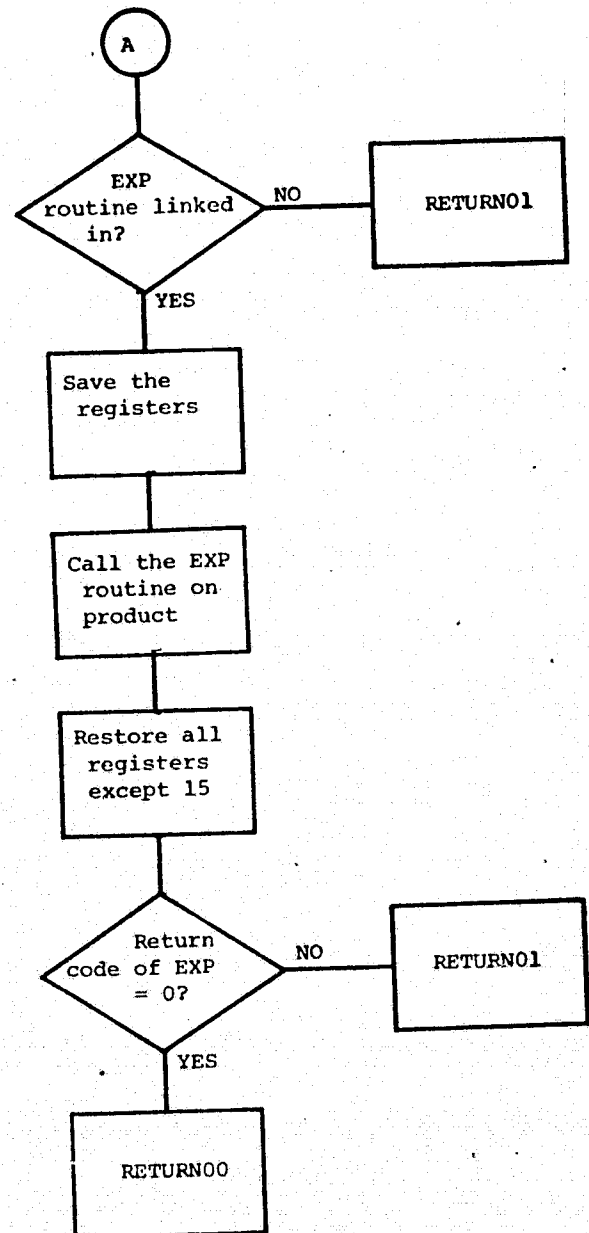 A
EXP
routine linked
in?
NO
RETURN01
YES
Save the
registers
Call the EXP
routine on
product
Restore all
registers
except 15
Return
code of EXP
= 0?
NO
RETURN01
YES
RETURN00